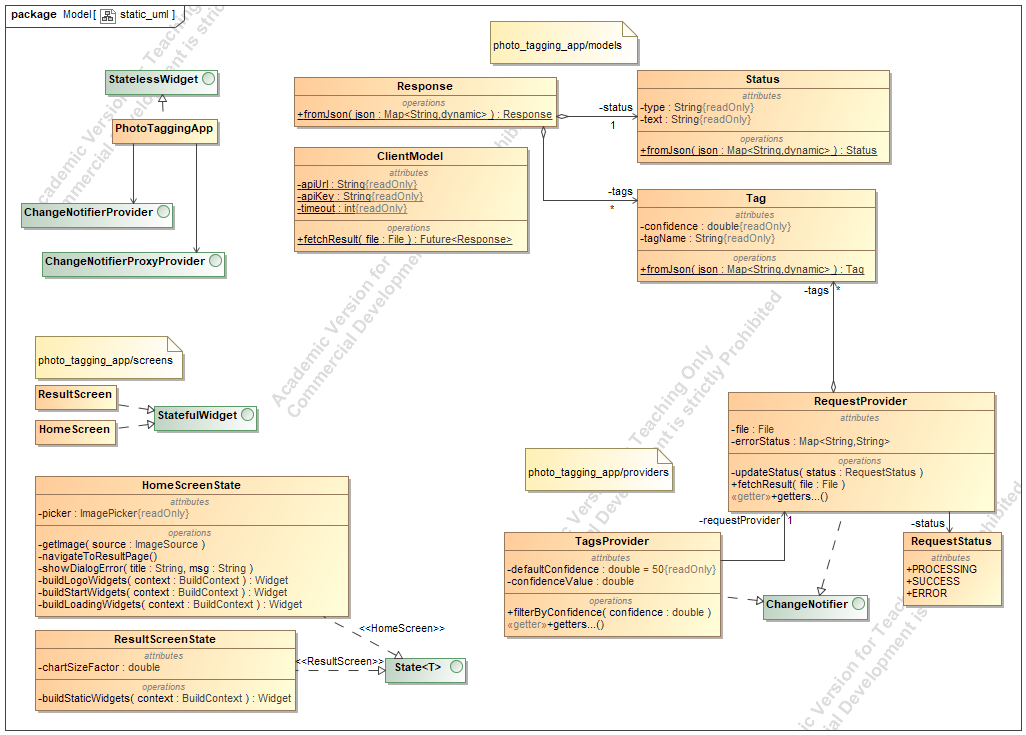 package Model[ static_uml ]
StatelessWidget
PhotoTaggingApp
ChangeNotifierProvider
ChangeNotifierProxyProvider
photo_tagging_app/models
Response
operations
+fromJson( json : Map<String,dynamic> ) : Response
-status
1
Status
attributes
-type : String{readOnly}
-text : String{readOnly}
operations
+fromJson( json : Map<String,dynamic> ) : Status
ClientModel
attributes
-apiUrl : String{readOnly}
-apiKey : String{readOnly}
-timeout : int{readOnly}
operations
+fetchResult( file : File ) : Future<Response>
-tags
*
Tag
attributes
-confidence : double{readOnly}
-tagName : String{readOnly}
operations
+fromJson( json : Map<String,dynamic> ) : Tag
-tags *
photo_tagging_app/screens
ResultScreen
HomeScreen
StatefulWidget
HomeScreenState
attributes
-picker : ImagePicker{readOnly}
operations
-getImage( source : ImageSource )
-navigateToResultPage()
-showDialogError( title : String, msg : String )
-buildLogoWidgets( context : BuildContext ) : Widget
-buildStartWidgets( context : BuildContext ) : Widget
-buildLoadingWidgets( context : BuildContext ) : Widget
<<HomeScreen>>
ResultScreenState
attributes
-chartSizeFactor : double
operations
-buildStaticWidgets( context : BuildContext ) : Widget
<<ResultScreen>>
State<T>
photo_tagging_app/providers
RequestProvider
attributes
-file : File
-errorStatus : Map<String,String>
operations
-updateStatus( status : RequestStatus )
+fetchResult( file : File )
«getter»+getters...()
-requestProvider 1
-status
TagsProvider
attributes
-defaultConfidence : double = 50{readOnly}
-confidenceValue : double
operations
+filterByConfidence( confidence : double )
«getter»+getters...()
RequestStatus
attributes
+PROCESSING
+SUCCESS
+ERROR
ChangeNotifier
Academic Version for Teaching Only
Commercial Development is strictly Prohibited